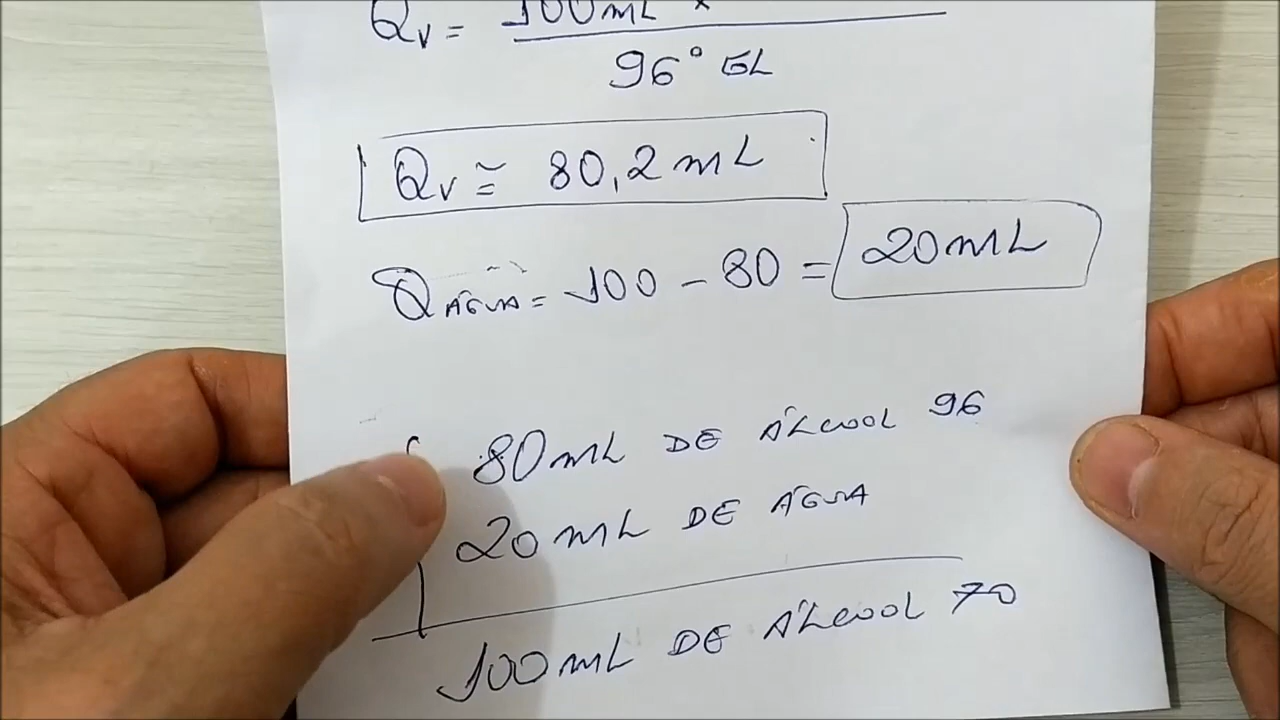 Qv = 100mL x
96° GL
Qv ≅ 80,2 mL
QÁGUA = 100 - 80 = 20mL
80mL DE ÁLCOOL 96
20mL DE ÁGUA
100mL DE ÁLCOOL 70